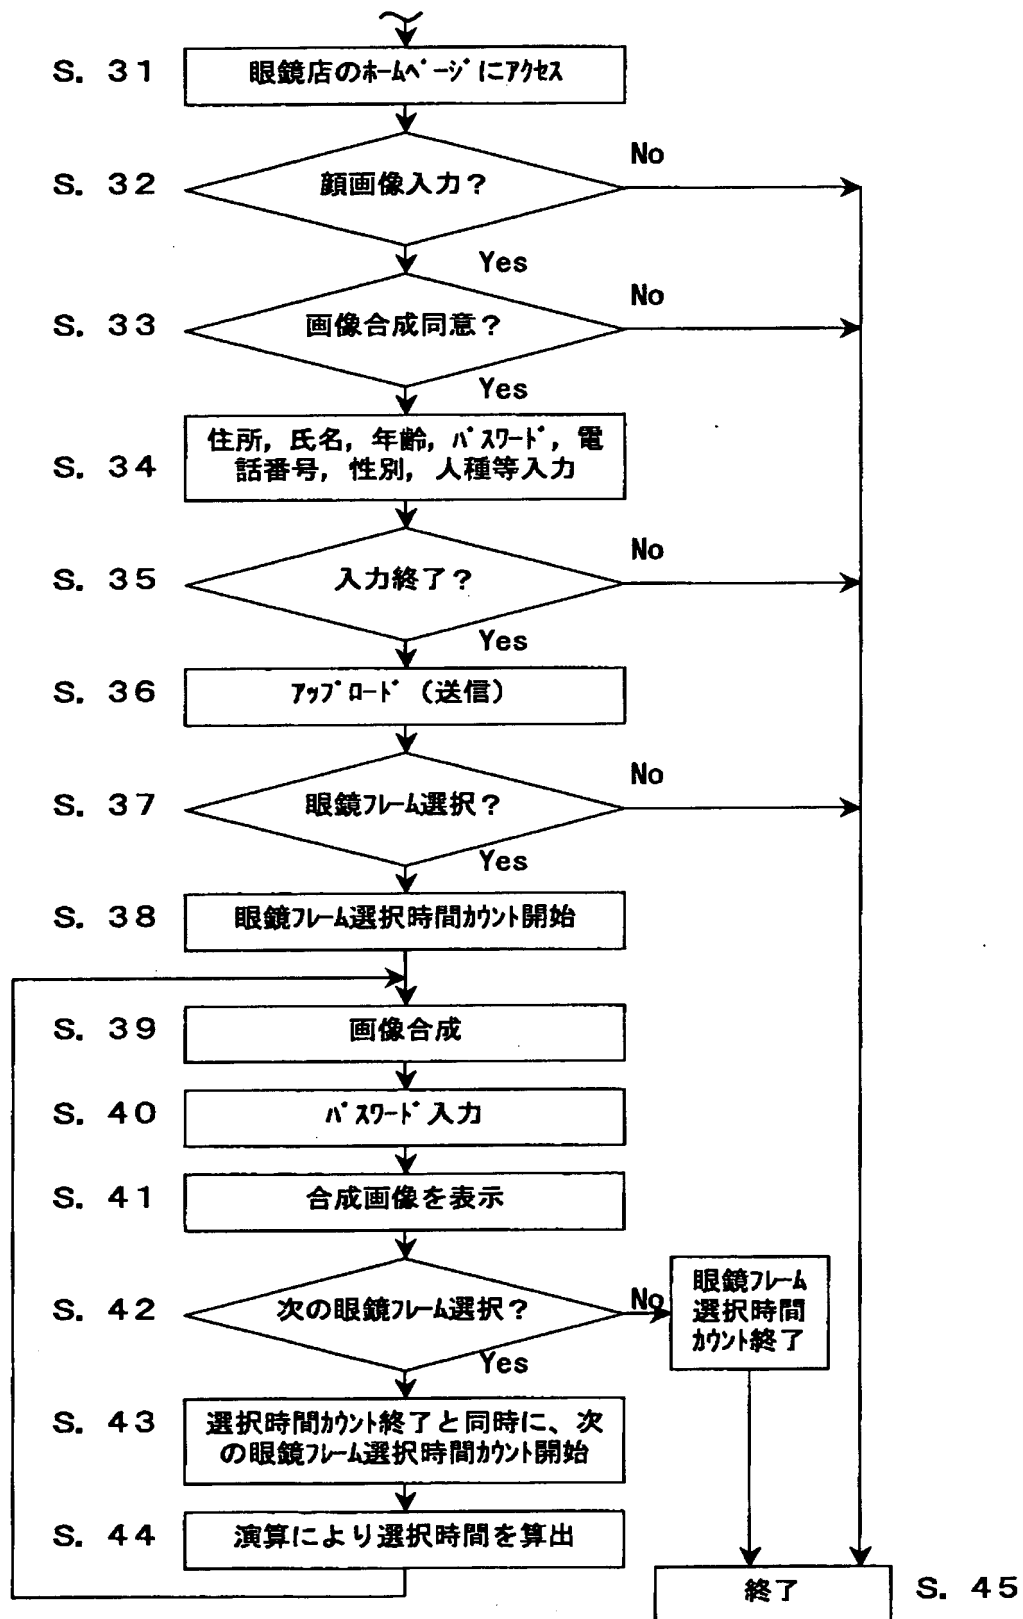 S. 31
眼鏡店のﾎｰﾑﾍﾟｰｼﾞにｱｸｾｽ
S. 32
顔画像入力？
No
Yes
S. 33
画像合成同意？
No
Yes
S. 34
住所，氏名，年齢，ﾊﾟｽﾜｰﾄﾞ，電
話番号，性別，人種等入力
S. 35
入力終了？
No
Yes
S. 36
ｱｯﾌﾟﾛｰﾄﾞ（送信）
S. 37
眼鏡ﾌﾚｰﾑ選択？
No
Yes
S. 38
眼鏡ﾌﾚｰﾑ選択時間ｶｳﾝﾄ開始
S. 39
画像合成
S. 40
ﾊﾟｽﾜｰﾄﾞ入力
S. 41
合成画像を表示
S. 42
次の眼鏡ﾌﾚｰﾑ選択？
No
眼鏡ﾌﾚｰﾑ
選択時間
ｶｳﾝﾄ終了
Yes
S. 43
選択時間ｶｳﾝﾄ終了と同時に、次
の眼鏡ﾌﾚｰﾑ選択時間ｶｳﾝﾄ開始
S. 44
演算により選択時間を算出
終了
S. 45